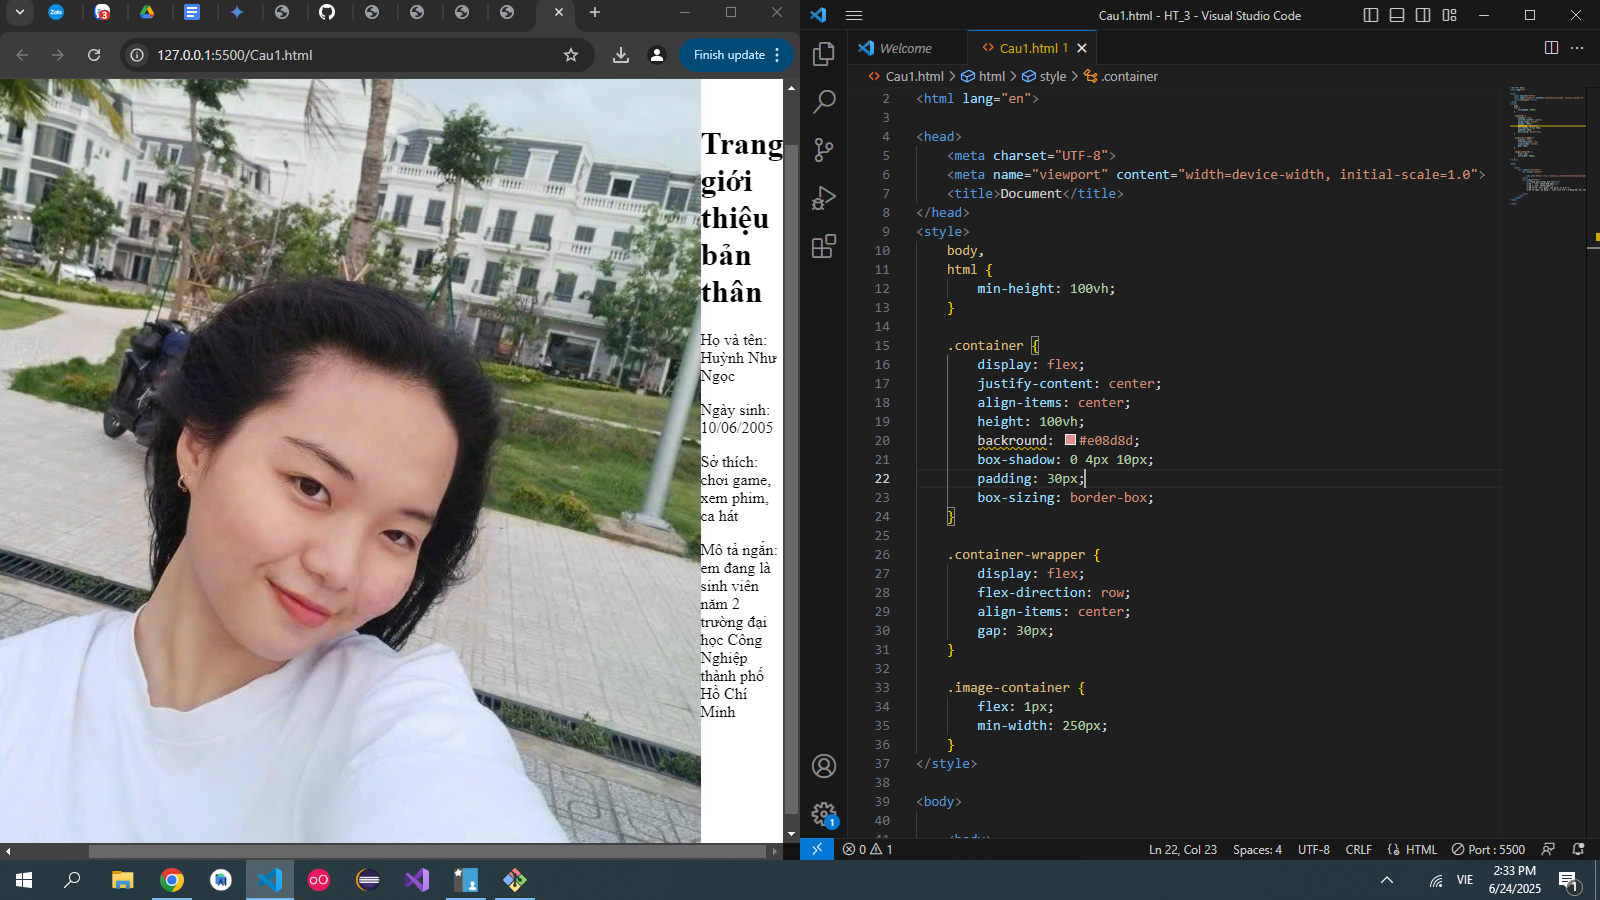 Zalo
3
127.0.0.1:5500/Cau1.html
Finish update
Trang
giới
thiệu
bản
thân
Họ và tên:
Huỳnh Như
Ngọc
Ngày sinh:
10/06/2005
Sở thích:
chơi game,
xem phim,
ca hát
Mô tả ngắn:
em đang là
sinh viên
năm 2
trường đại
học Công
Nghiệp
thành phố
Hồ Chí
Minh
Cau1.html - HT_3 - Visual Studio Code
Welcome
<> Cau1.html 1
<> Cau1.html > html > style > .container
2 <html lang="en">
3
4 <head>
5 <meta charset="UTF-8">
6 <meta name="viewport" content="width=device-width, initial-scale=1.0">
7 <title>Document</title>
8 </head>
9 <style>
10 body,
11 html {
12 min-height: 100vh;
13 }
14
15 .container {
16 display: flex;
17 justify-content: center;
18 align-items: center;
19 height: 100vh;
20 backround: #e08d8d;
21 box-shadow: 0 4px 10px;
22 padding: 30px;
23 box-sizing: border-box;
24 }
25
26 .container-wrapper {
27 display: flex;
28 flex-direction: row;
29 align-items: center;
30 gap: 30px;
31 }
32
33 .image-container {
34 flex: 1px;
35 min-width: 250px;
36 }
37 </style>
38
39 <body>
40
41 <body>
1
0 1
Ln 22, Col 23
Spaces: 4
UTF-8
CRLF
HTML
Port : 5500
VIE
2:33 PM
6/24/2025
1